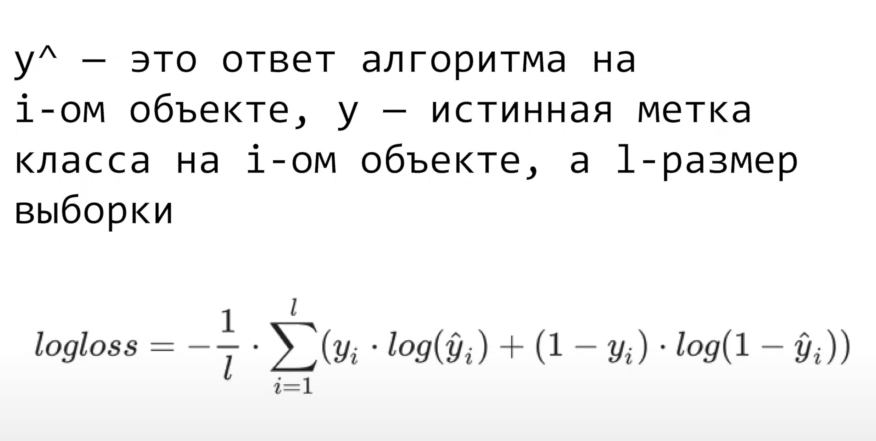 y^ — это ответ алгоритма на
i-ом объекте, y — истинная метка
класса на i-ом объекте, а l-размер
выборки
logloss = -\frac{1}{l} \cdot \sum_{i=1}^{l} (y_i \cdot log(\hat{y}_i) + (1 - y_i) \cdot log(1 - \hat{y}_i))